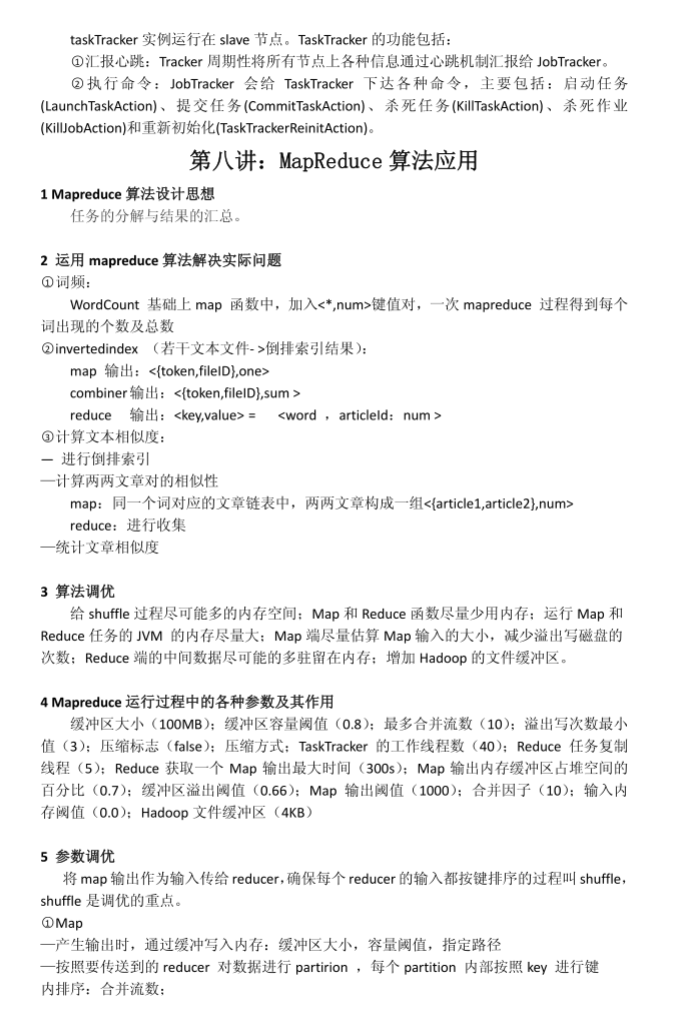 taskTracker 实例运行在 slave 节点。TaskTracker 的功能包括：
①汇报心跳：Tracker 周期性将所有节点上各种信息通过心跳机制汇报给 JobTracker。
②执行命令：JobTracker 会给 TaskTracker 下达各种命令，主要包括：启动任务
(LaunchTaskAction)、提交任务(CommitTaskAction)、杀死任务(KillTaskAction)、杀死作业
(KillJobAction)和重新初始化(TaskTrackerReinitAction)。
第八讲：MapReduce 算法应用
1 Mapreduce 算法设计思想
任务的分解与结果的汇总。
2 运用 mapreduce 算法解决实际问题
①词频：
WordCount 基础上 map 函数中，加入<*,num>键值对，一次 mapreduce 过程得到每个
词出现的个数及总数
②invertedindex （若干文本文件->倒排索引结果）：
map 输出：<{token,fileID},one>
combiner 输出：<{token,fileID},sum >
reduce 输出：<key,value> = <word ，articleId：num >
③计算文本相似度：
— 进行倒排索引
—计算两两文章对的相似性
map：同一个词对应的文章链表中，两两文章构成一组<{article1,article2},num>
reduce：进行收集
—统计文章相似度
3 算法调优
给 shuffle 过程尽可能多的内存空间；Map 和 Reduce 函数尽量少用内存；运行 Map 和
Reduce 任务的 JVM 的内存尽量大；Map 端尽量估算 Map 输入的大小，减少溢出写磁盘的
次数；Reduce 端的中间数据尽可能的多驻留在内存；增加 Hadoop 的文件缓冲区。
4 Mapreduce 运行过程中的各种参数及其作用
缓冲区大小（100MB）；缓冲区容量阈值（0.8）；最多合并流数（10）；溢出写次数最小
值（3）；压缩标志（false）；压缩方式；TaskTracker 的工作线程数（40）；Reduce 任务复制
线程（5）；Reduce 获取一个 Map 输出最大时间（300s）；Map 输出内存缓冲区占堆空间的
百分比（0.7）；缓冲区溢出阈值（0.66）；Map 输出阈值（1000）；合并因子（10）；输入内
存阈值（0.0）；Hadoop 文件缓冲区（4KB）
5 参数调优
将 map 输出作为输入传给 reducer，确保每个 reducer 的输入都按键排序的过程叫 shuffle，
shuffle 是调优的重点。
①Map
—产生输出时，通过缓冲写入内存：缓冲区大小，容量阈值，指定路径
—按照要传送到的 reducer 对数据进行 partirion ，每个 partition 内部按照 key 进行键
内排序：合并流数；